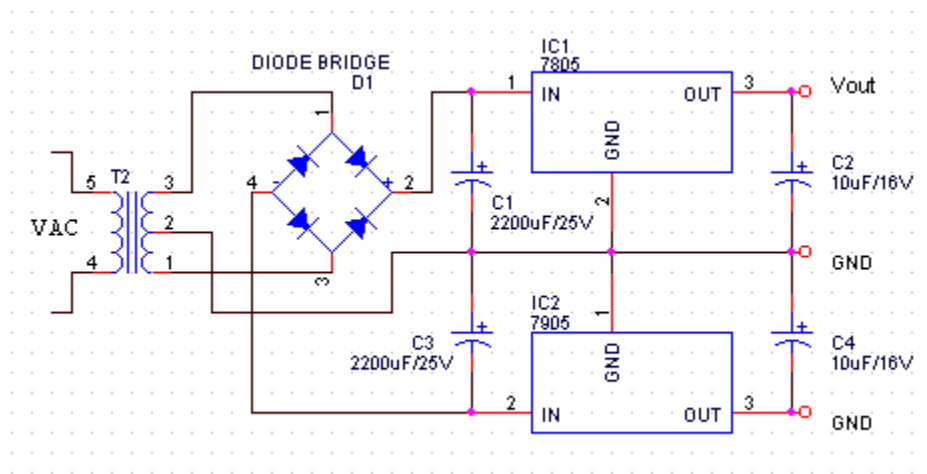 IC1
7805
DIODE BRIDGE
D1
1
IN
OUT
3
Vout
GND
1
2
T2
5
3
4
-
+
2
+
C1
2200uF/25V
+
C2
10uF/16V
VAC
2
4
1
3
GND
IC2
7905
1
GND
+
C3
2200uF/25V
+
C4
10uF/16V
2
IN
OUT
3
GND